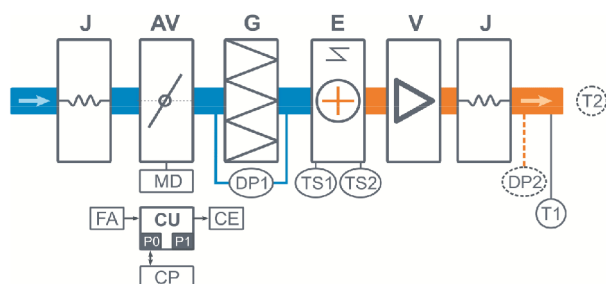 J AV G E V J
T2
MD DP1 TS1 TS2 DP2
T1
FA CU CE
P0 P1
CP